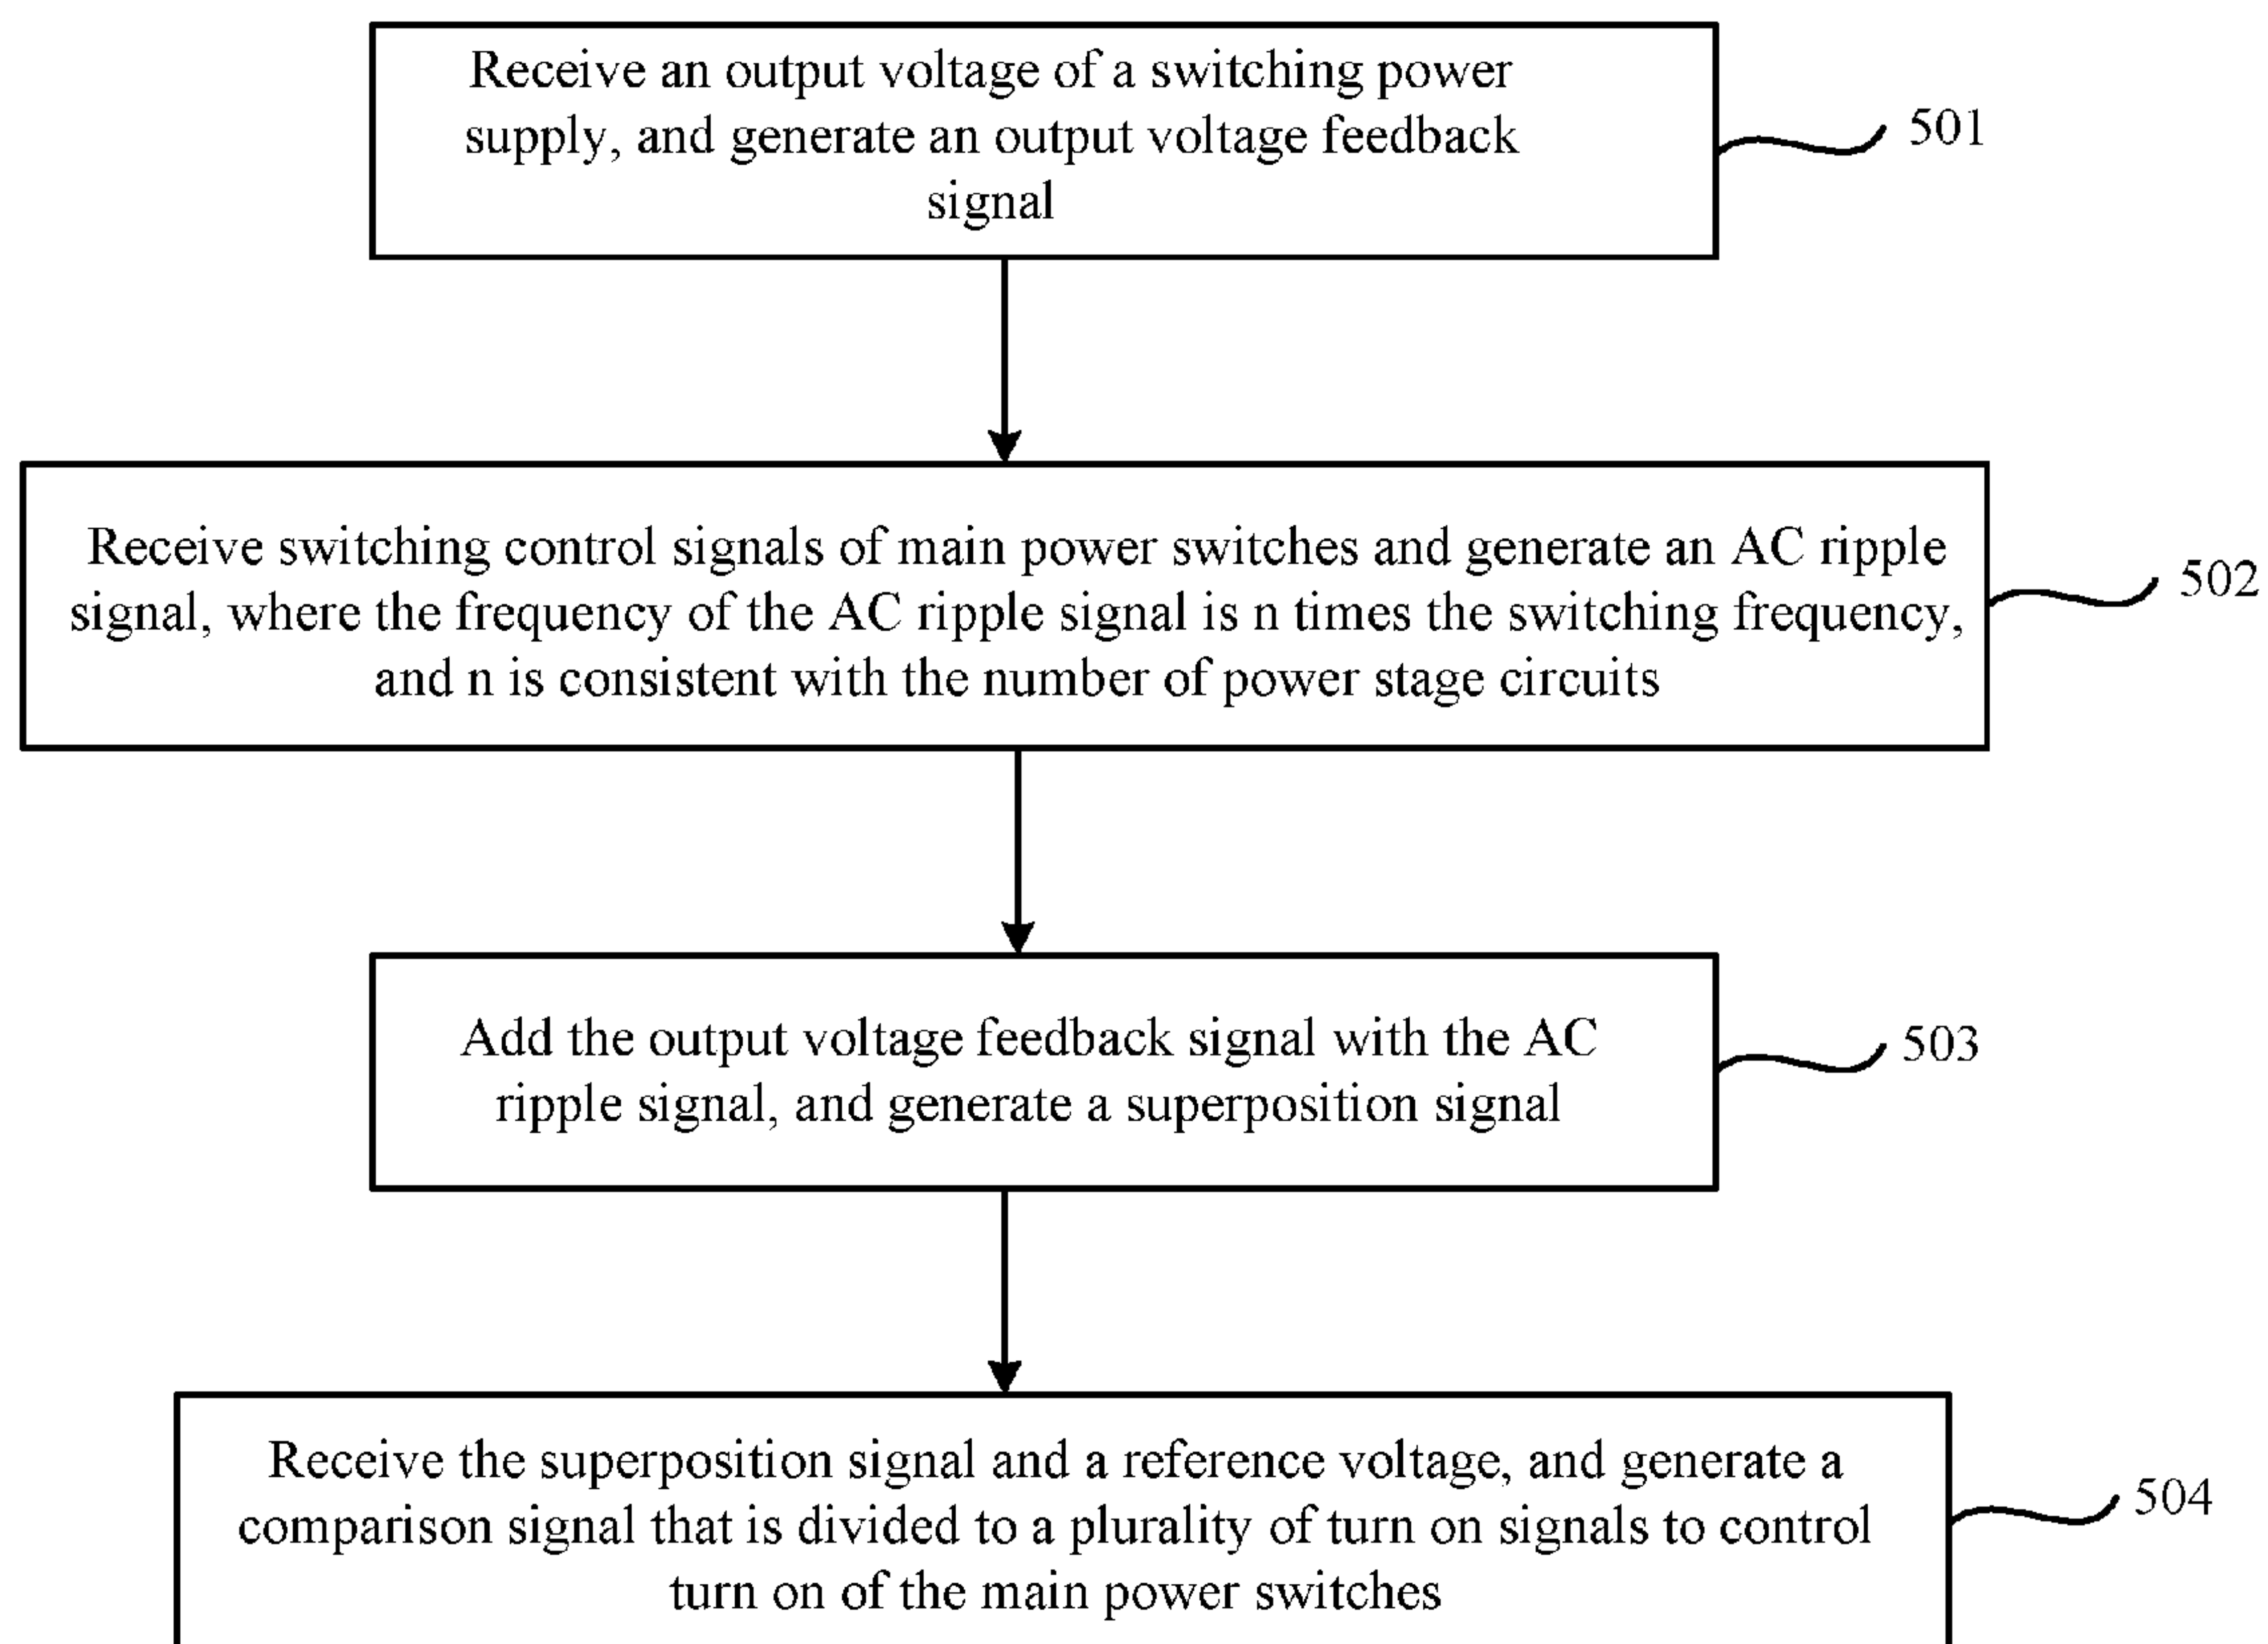 Receive an output voltage of a switching power
supply, and generate an output voltage feedback
signal
501
Receive switching control signals of main power switches and generate an AC ripple
signal, where the frequency of the AC ripple signal is n times the switching frequency,
and n is consistent with the number of power stage circuits
502
Add the output voltage feedback signal with the AC
ripple signal, and generate a superposition signal
503
Receive the superposition signal and a reference voltage, and generate a
comparison signal that is divided to a plurality of turn on signals to control
turn on of the main power switches
504